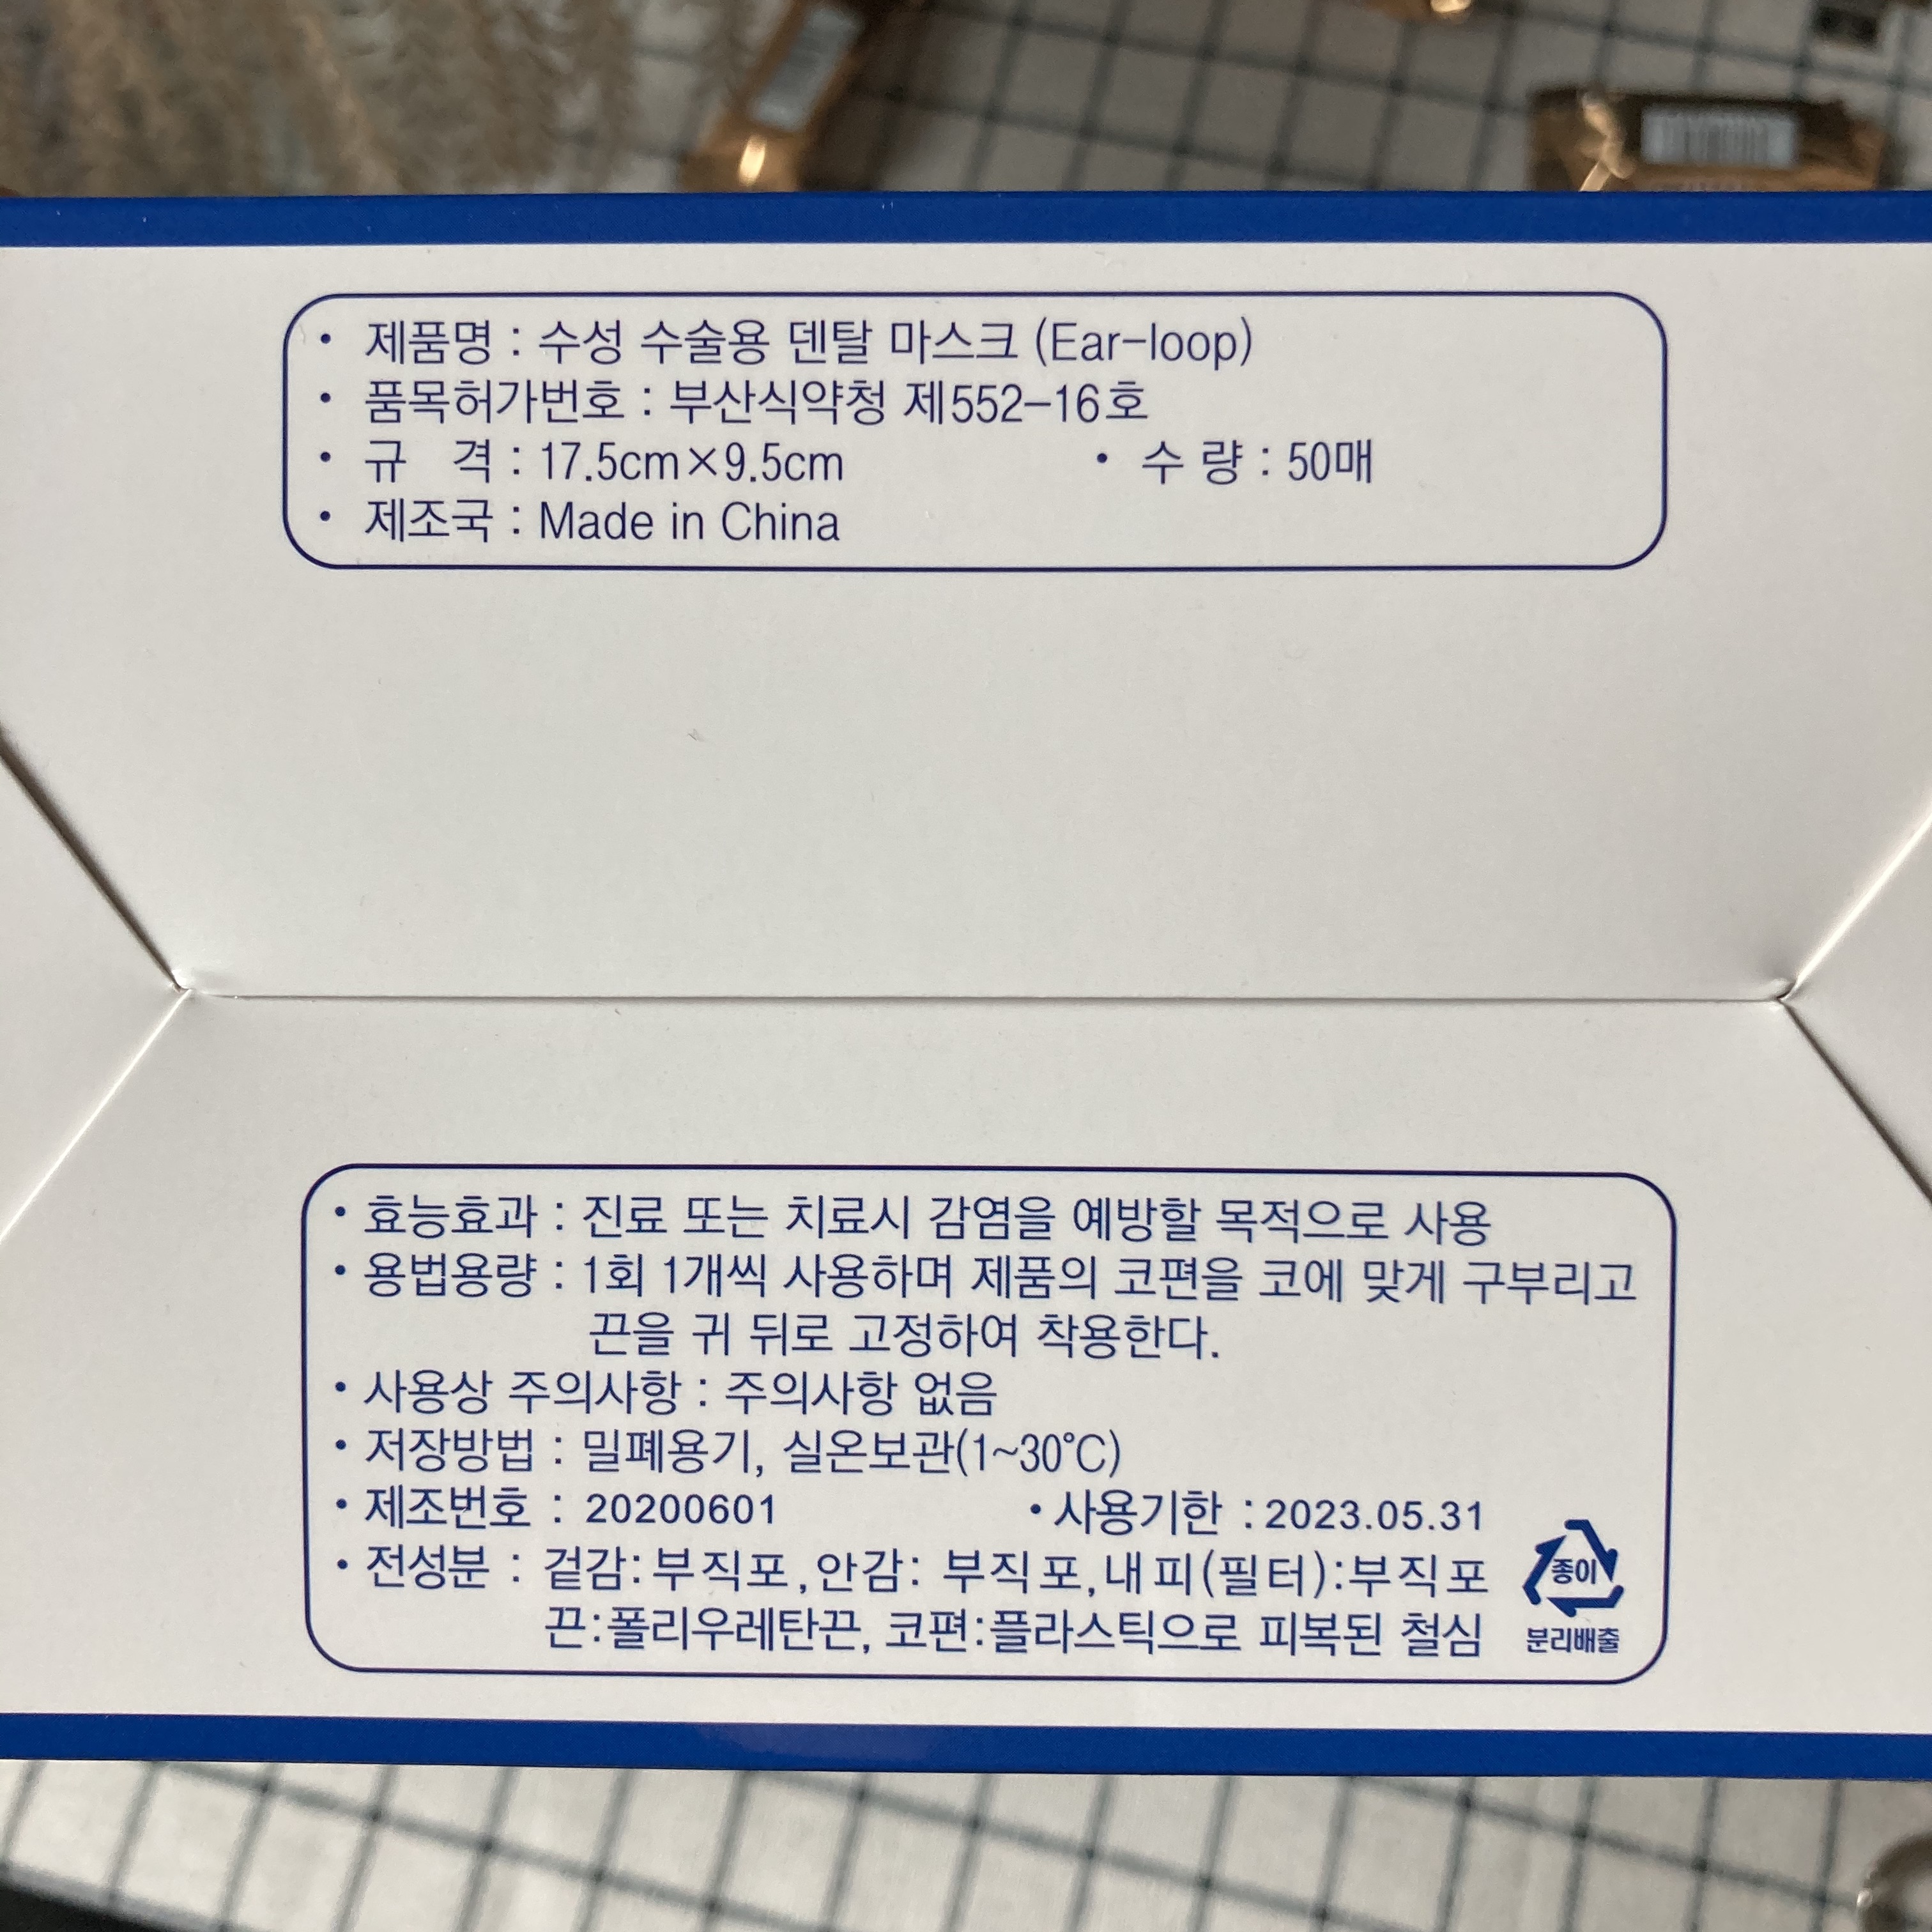 • 제품명 : 수성 수술용 덴탈 마스크 (Ear-loop)
• 품목허가번호 : 부산식약청 제552-16호
• 규 격 : 17.5cm×9.5cm • 수 량 : 50매
• 제조국 : Made in China
• 효능효과 : 진료 또는 치료시 감염을 예방할 목적으로 사용
• 용법용량 : 1회 1개씩 사용하며 제품의 코편을 코에 맞게 구부리고
끈을 귀 뒤로 고정하여 착용한다.
• 사용상 주의사항 : 주의사항 없음
• 저장방법 : 밀폐용기, 실온보관(1~30℃)
• 제조번호 : 20200601 • 사용기한 : 2023.05.31
• 전성분 : 겉감: 부직포, 안감: 부직포, 내피(필터):부직포
끈:폴리우레탄끈, 코편:플라스틱으로 피복된 철심
종이
분리배출